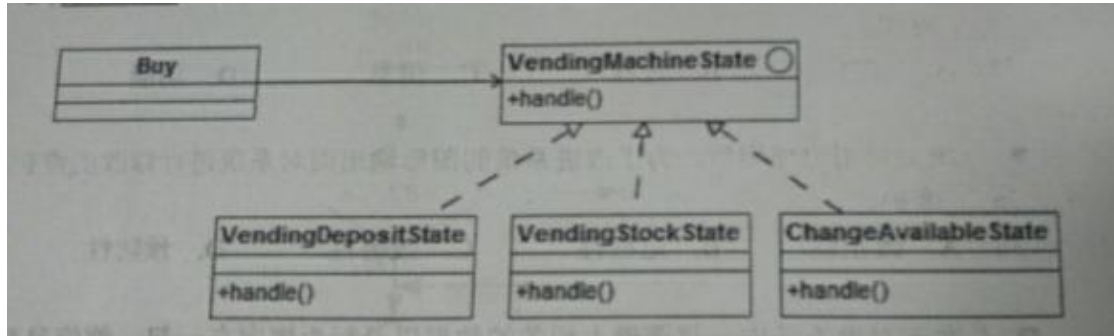 Buy
VendingMachineState
+handle()
VendingDepositState
VendingStockState
ChangeAvailableState
+handle()
+handle()
+handle()